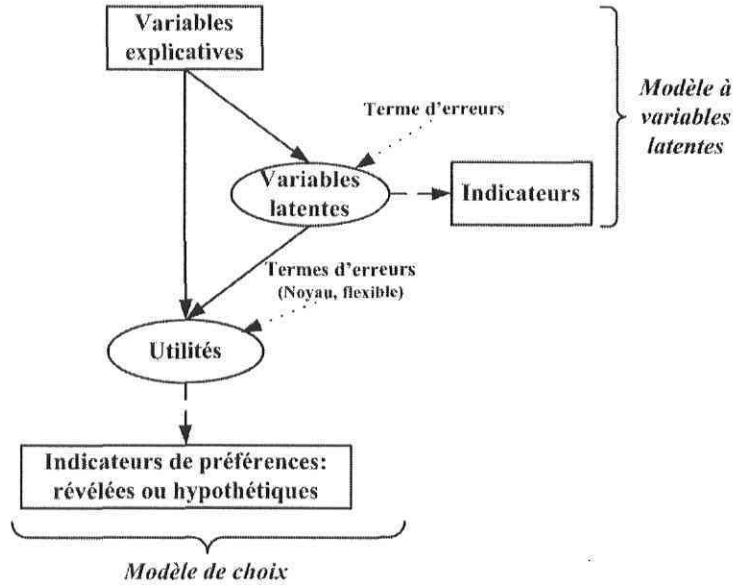 Variables
explicatives
Modèle à
variables
latentes
Terme d'erreurs
Variables
latentes
Indicateurs
Termes d'erreurs
(Noyau, flexible)
Utilités
Indicateurs de préférences:
révélées ou hypothétiques
Modèle de choix